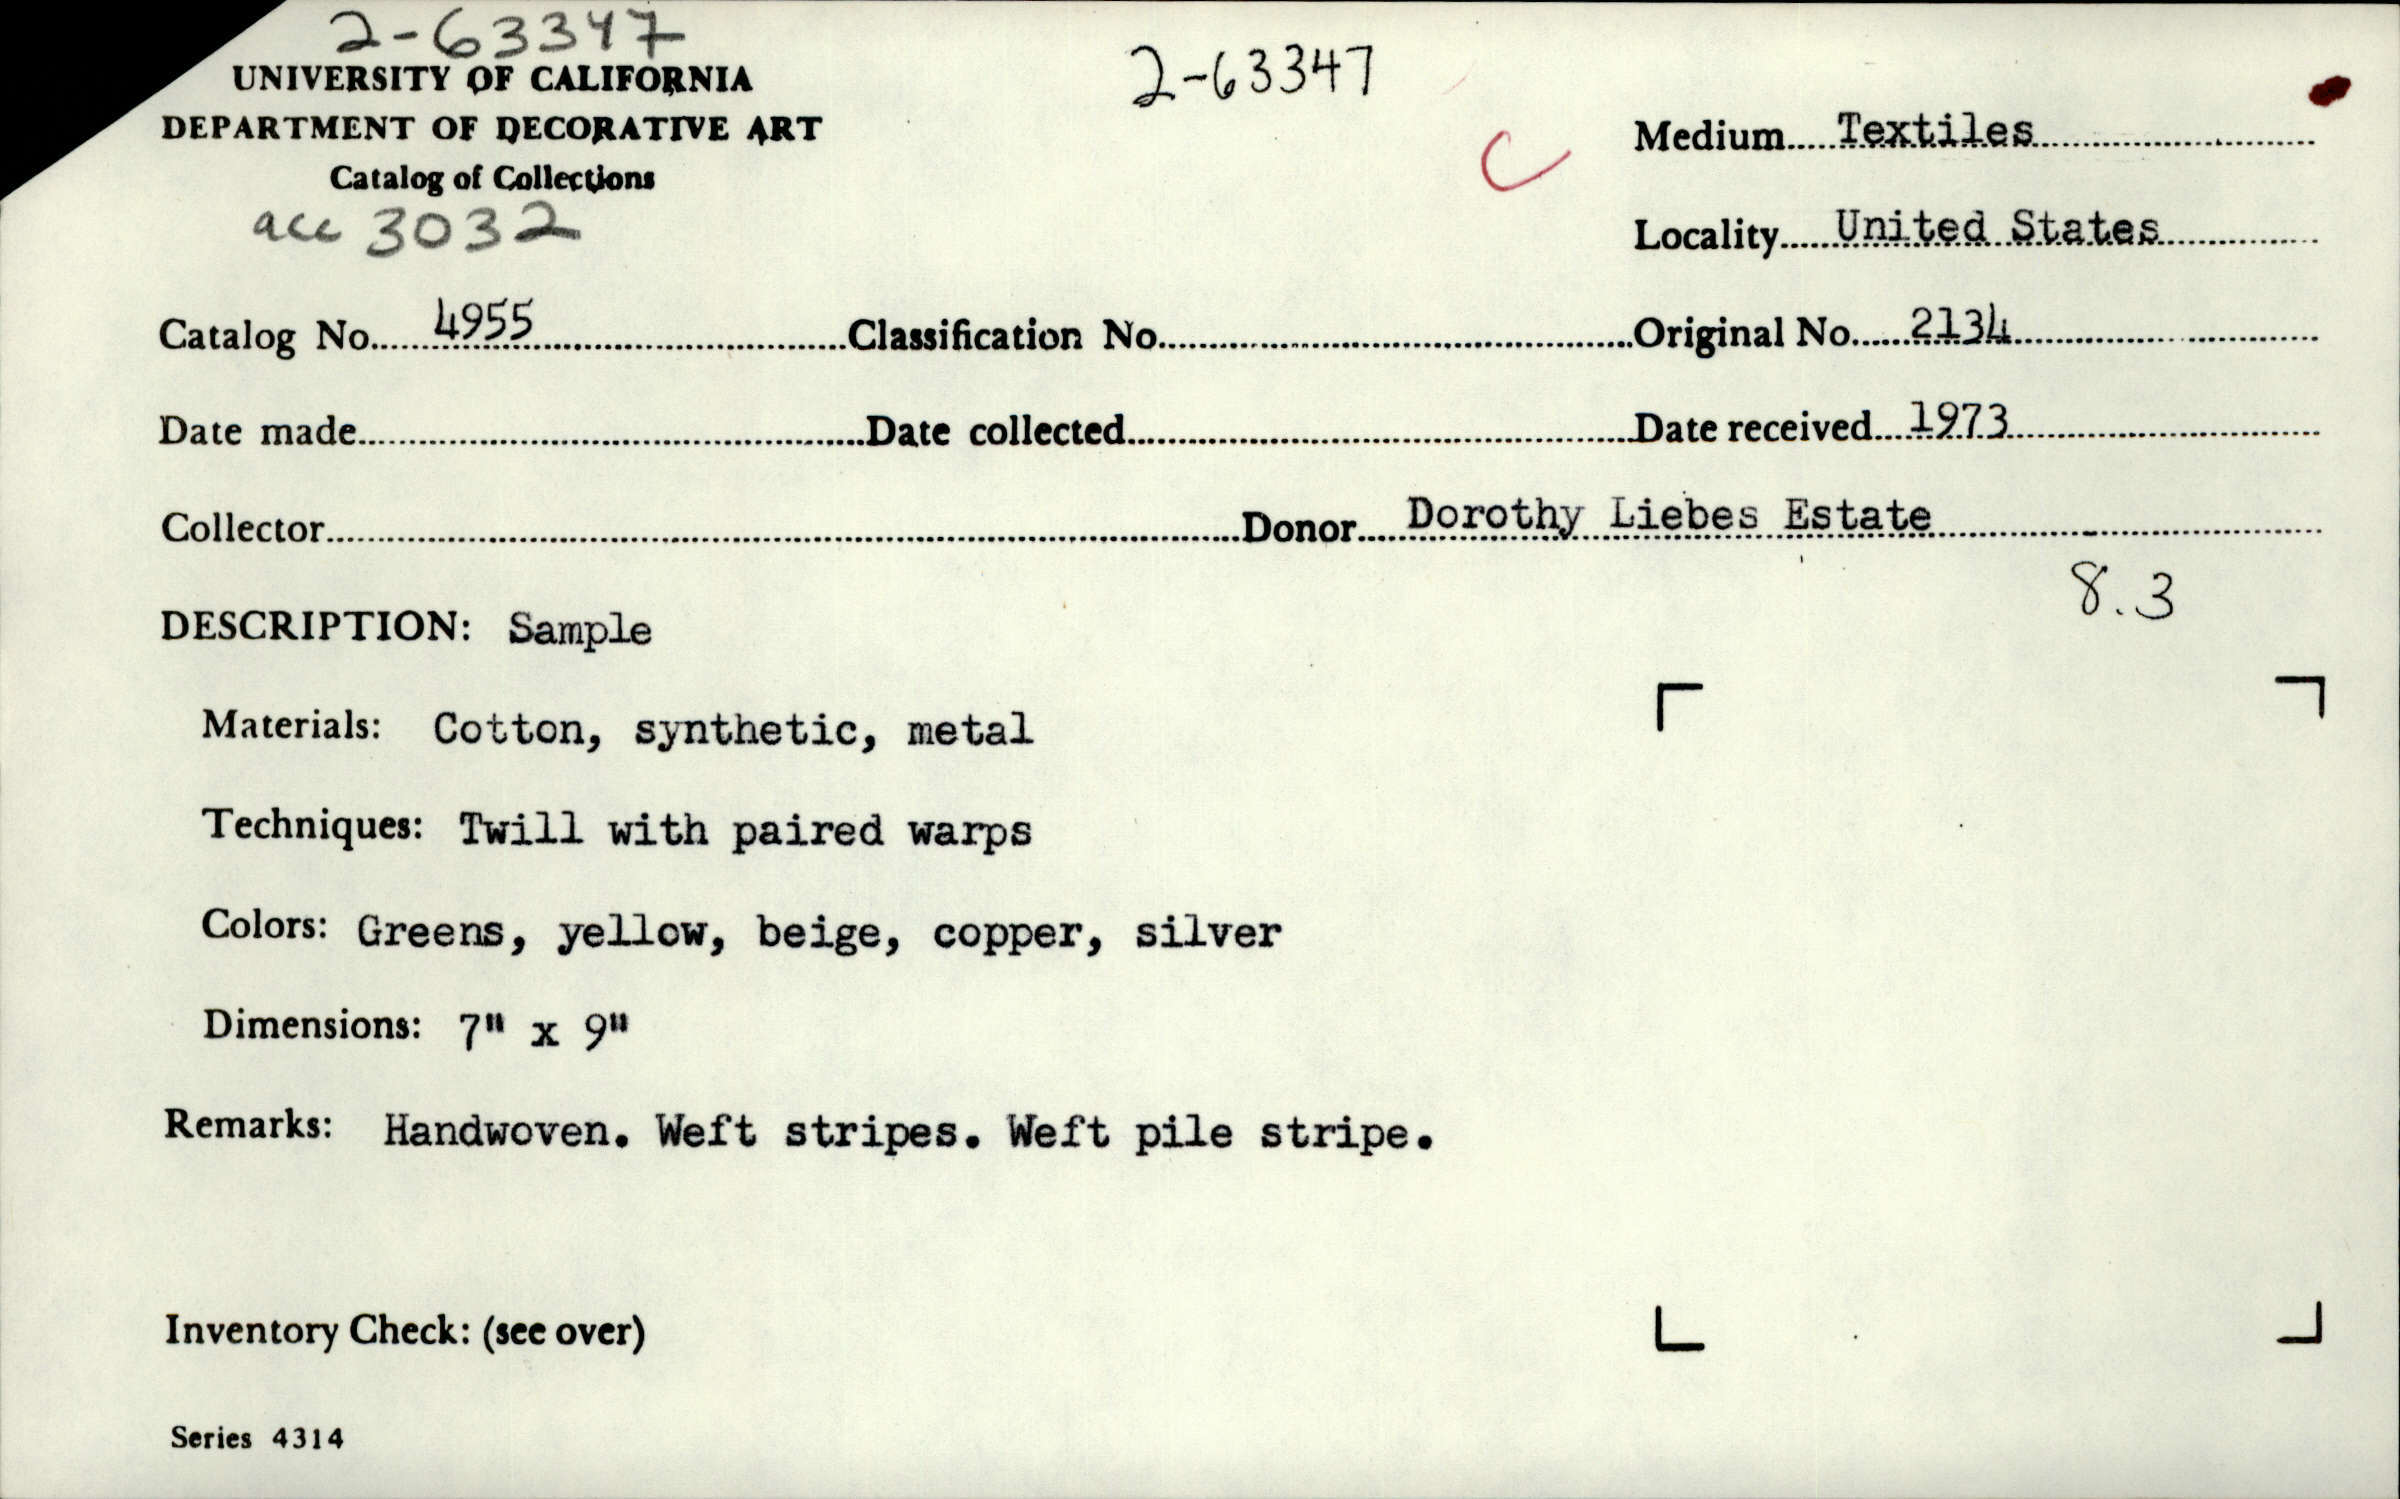 2-63347
UNIVERSITY OF CALIFORNIA
DEPARTMENT OF DECORATIVE ART
Catalog of Collections
acc 3032
2-63347
C
Medium Textiles
Locality United States
Catalog No. 4955 Classification No. Original No. 2134
Date made Date collected Date received 1973
Collector Donor Dorothy Liebes Estate
8.3
DESCRIPTION: Sample
Materials: Cotton, synthetic, metal
Techniques: Twill with paired warps
Colors: Greens, yellow, beige, copper, silver
Dimensions: 7" x 9"
Remarks: Handwoven. Weft stripes. Weft pile stripe.
Inventory Check: (see over)
Series 4314